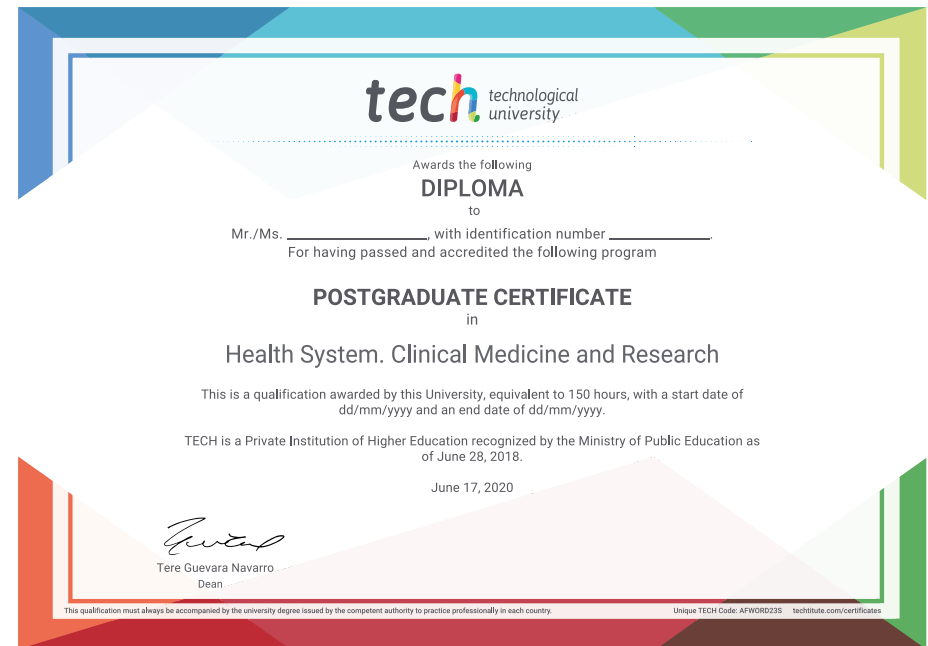 tech technological
university
Awards the following
DIPLOMA
to
Mr./Ms. ____________________, with identification number ______________.
For having passed and accredited the following program
POSTGRADUATE CERTIFICATE
in
Health System. Clinical Medicine and Research
This is a qualification awarded by this University, equivalent to 150 hours, with a start date of
dd/mm/yyyy and an end date of dd/mm/yyyy.
TECH is a Private Institution of Higher Education recognized by the Ministry of Public Education as
of June 28, 2018.
June 17, 2020
Tere Guevara Navarro
Dean
This qualification must always be accompanied by the university degree issued by the competent authority to practice professionally in each country.
Unique TECH Code: AFWORD23S techtitute.com/certificates